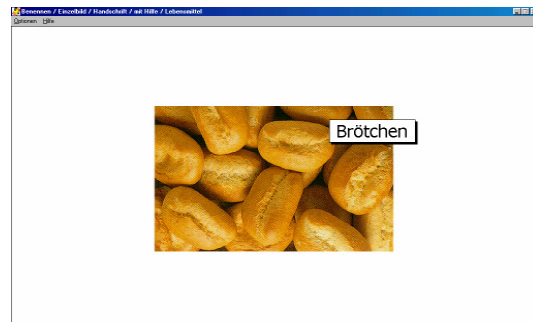 Benennen / Einzelbild / Handschrift / mit Hilfe / Lebensmittel
Optionen Hilfe
Brötchen